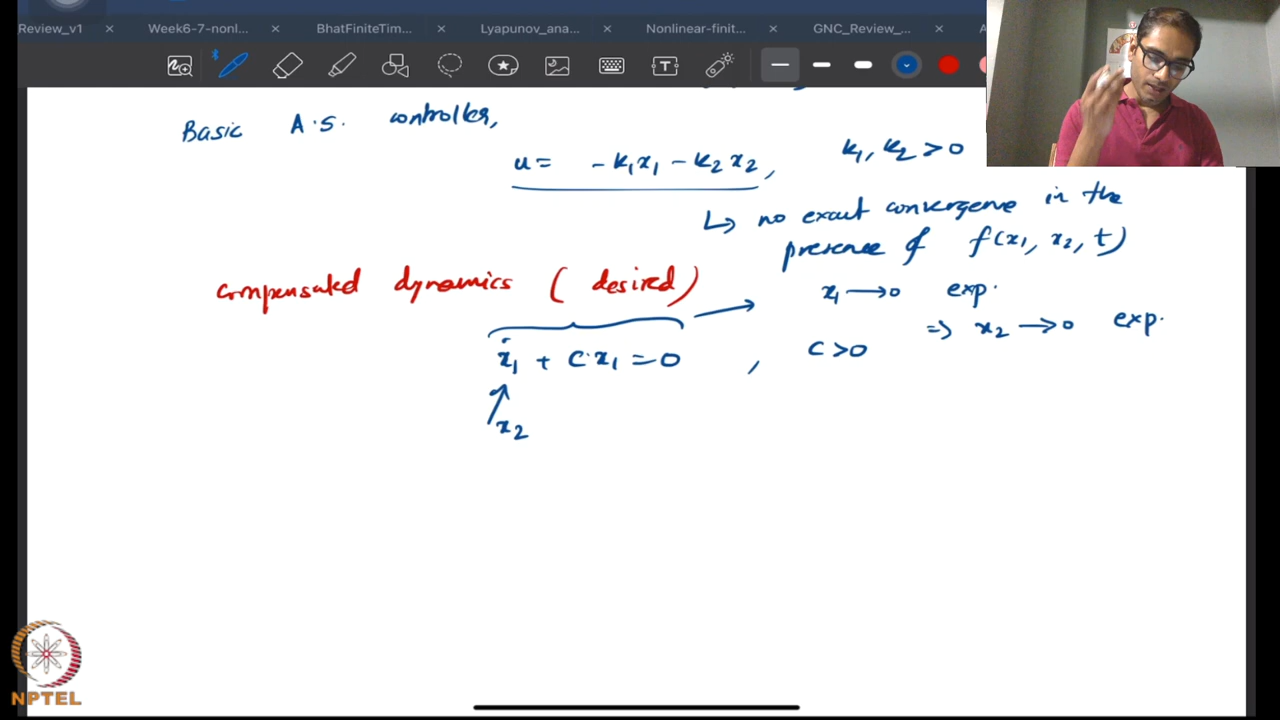 Review_v1 Week6-7-nonl... BhatFiniteTim... Lyapunov_ana... Nonlinear-finit... GNC_Review_...
Basic A.S. controller,
u = -k₁x₁ - k₂x₂, k₁, k₂ > 0
↳ no exact convergence in the
presence of f(x₁, x₂, t)
compensated dynamics (desired) → x₁ → 0 exp.
⇒ x₂ → 0 exp.
ẋ₁ + c·x₁ = 0 , c > 0
x₂
NPTEL